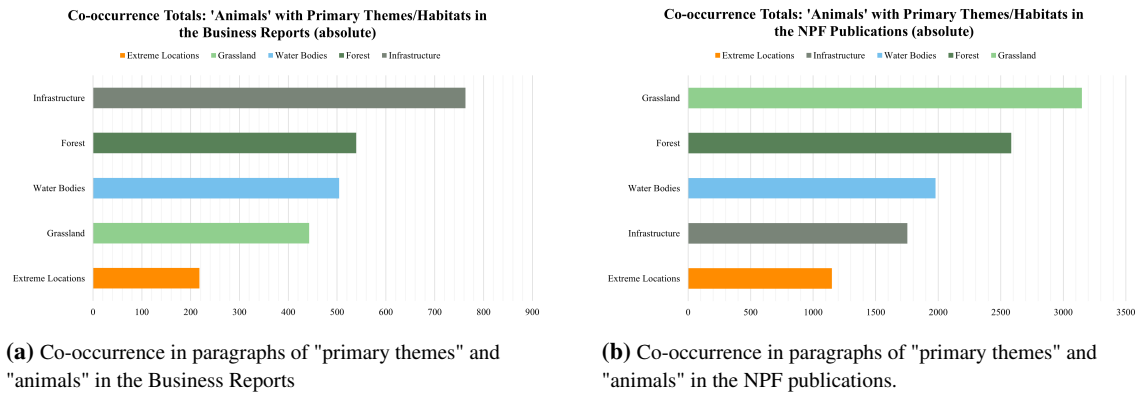 Co-occurrence Totals: 'Animals' with Primary Themes/Habitats in
the Business Reports (absolute)
Extreme Locations Grassland Water Bodies Forest Infrastructure
Infrastructure
Forest
Water Bodies
Grassland
Extreme Locations
0 100 200 300 400 500 600 700 800 900
(a) Co-occurrence in paragraphs of "primary themes" and
"animals" in the Business Reports
Co-occurrence Totals: 'Animals' with Primary Themes/Habitats in
the NPF Publications (absolute)
Extreme Locations Infrastructure Water Bodies Forest Grassland
Grassland
Forest
Water Bodies
Infrastructure
Extreme Locations
0 500 1000 1500 2000 2500 3000 3500
(b) Co-occurrence in paragraphs of "primary themes" and
"animals" in the NPF publications.